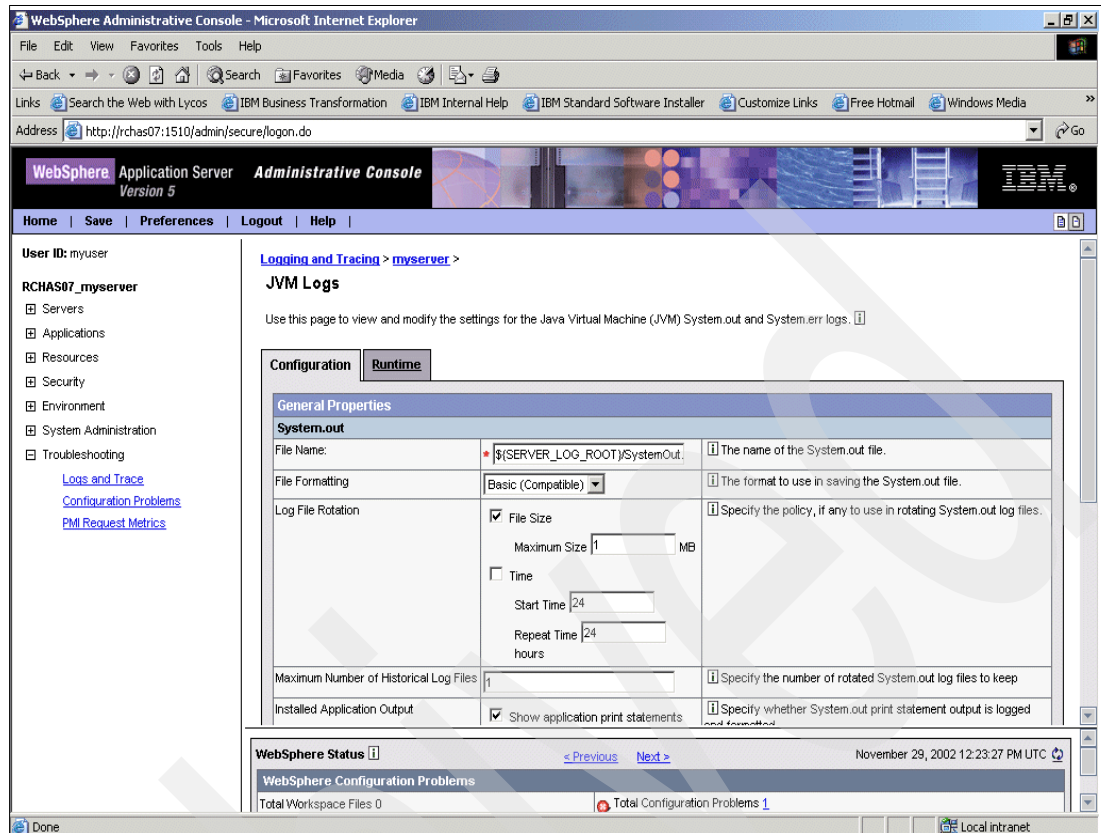 WebSphere Administrative Console - Microsoft Internet Explorer
File Edit View Favorites Tools Help
Back Search Favorites Media
Links Search the Web with Lycos IBM Business Transformation IBM Internal Help IBM Standard Software Installer Customize Links Free Hotmail Windows Media »
Address http://rchas07:1510/admin/secure/logon.do Go
WebSphere Application Server Administrative Console
Version 5
IBM
Home | Save | Preferences | Logout | Help |
User ID: myuser
RCHAS07_myserver
Servers
Applications
Resources
Security
Environment
System Administration
Troubleshooting
Logs and Trace
Configuration Problems
PMI Request Metrics
Logging and Tracing > myserver >
JVM Logs
Use this page to view and modify the settings for the Java Virtual Machine (JVM) System.out and System.err logs. i
Configuration Runtime
General Properties
System.out
File Name: * ${SERVER_LOG_ROOT}/SystemOut. i The name of the System.out file.
File Formatting Basic (Compatible) i The format to use in saving the System.out file.
Log File Rotation File Size i Specify the policy, if any to use in rotating System.out log files.
Maximum Size 1 MB
Time
Start Time 24
Repeat Time 24
hours
Maximum Number of Historical Log Files 1 i Specify the number of rotated System.out log files to keep
Installed Application Output Show application print statements i Specify whether System.out print statement output is logged
and formatted
WebSphere Status i < Previous Next > November 29, 2002 12:23:27 PM UTC
WebSphere Configuration Problems
Total Workspace Files 0 Total Configuration Problems 1
Done Local intranet